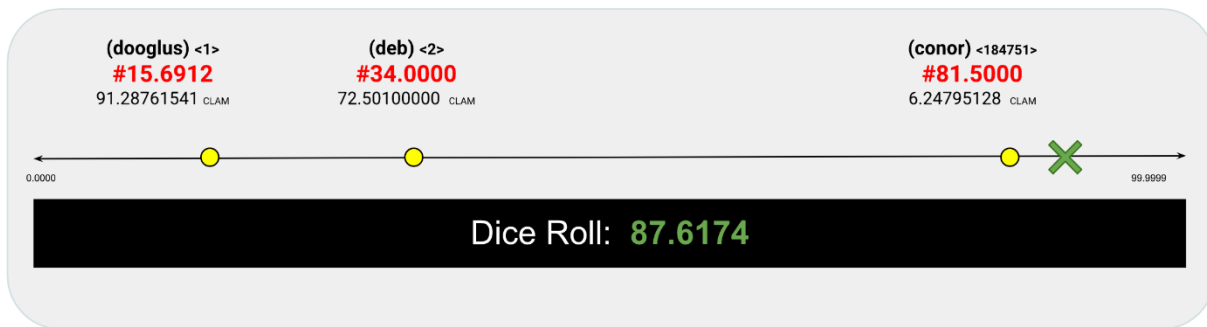 (dooglus) <1>
#15.6912
91.28761541 CLAM
(deb) <2>
#34.0000
72.50100000 CLAM
(conor) <184751>
#81.5000
6.24795128 CLAM
0.0000
99.9999
Dice Roll: 87.6174